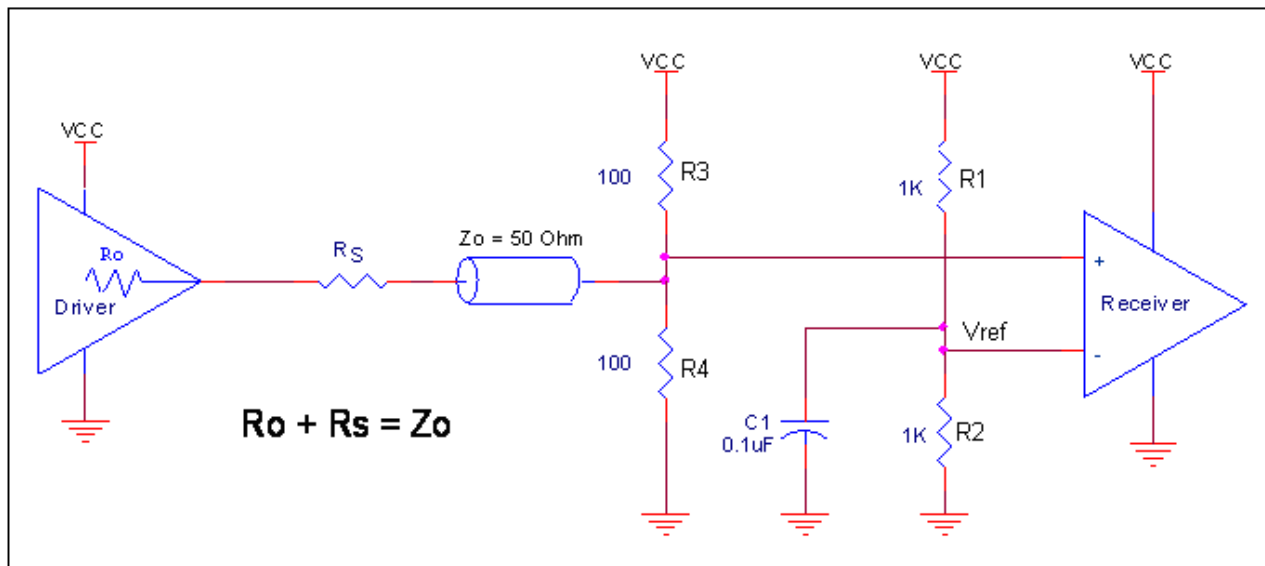 VCC
VCC
VCC
VCC
R3
100
R1
1K
Zo = 50 Ohm
Ro
RS
+
Driver
Receiver
Vref
-
R4
100
Ro + Rs = Zo
C1
0.1uF
R2
1K